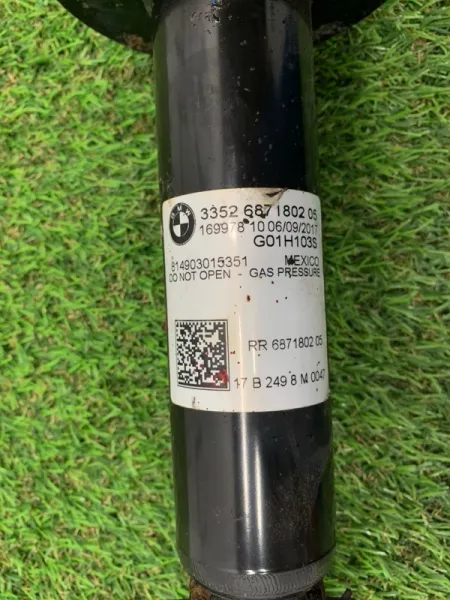 BMW
3352 6871802 05
169978 10 06/09/2017
G01H103S
814903015351 MEXICO
DO NOT OPEN - GAS PRESSURE
RR 6871802 05
17 B 249 8 M 0047